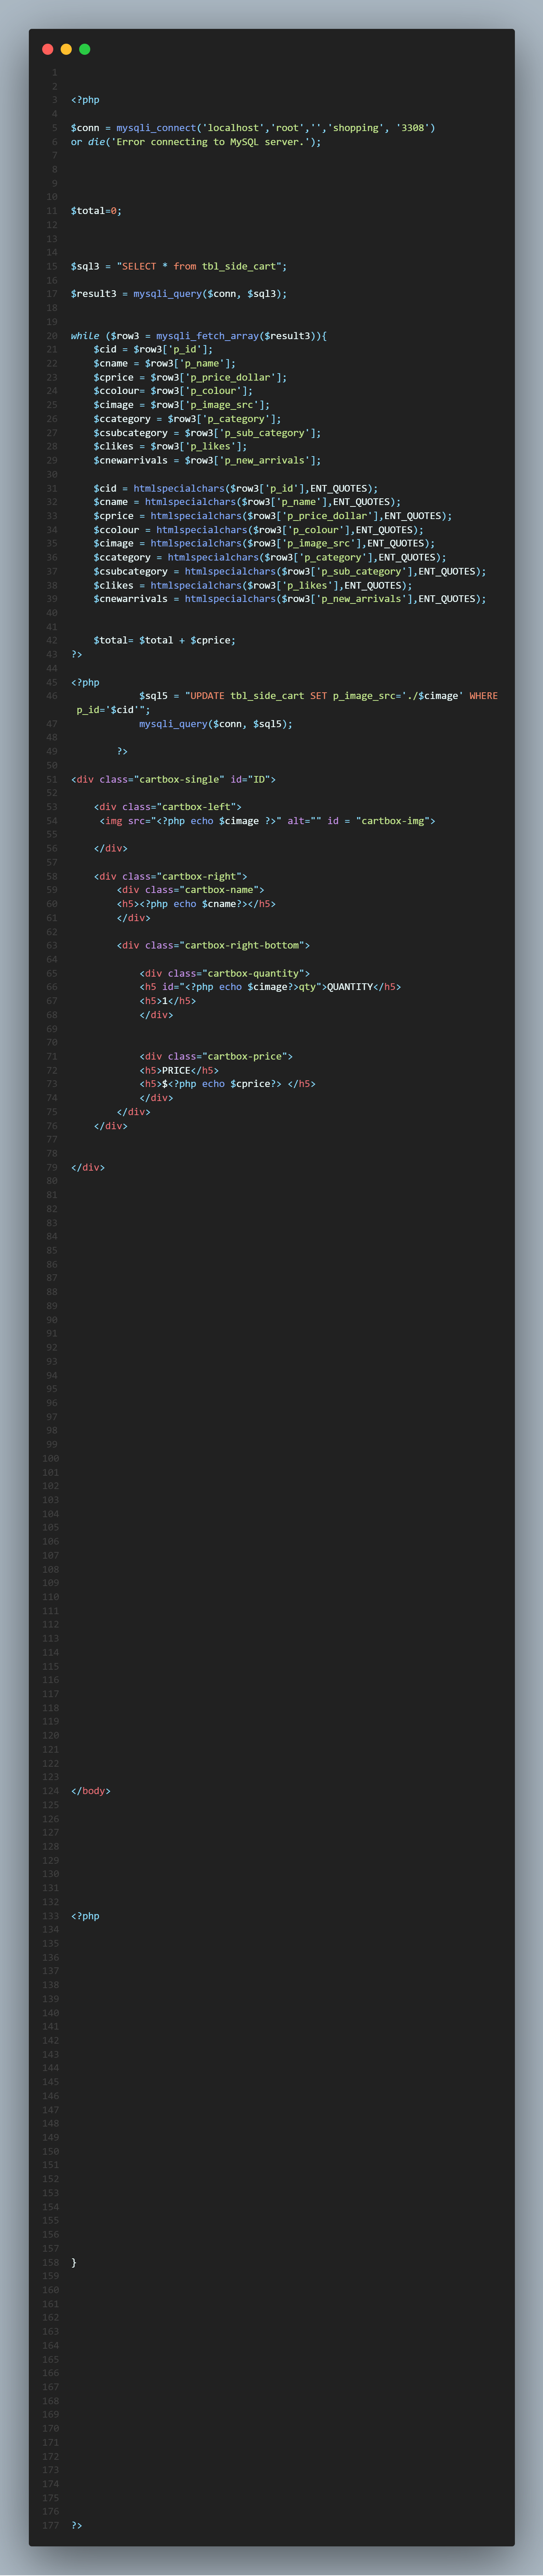 1
2
3 <?php
4
5 $conn = mysqli_connect('localhost','root','','shopping', '3308')
6 or die('Error connecting to MySQL server.');
7
8
9
10
11 $total=0;
12
13
14
15 $sql3 = "SELECT * from tbl_side_cart";
16
17 $result3 = mysqli_query($conn, $sql3);
18
19
20 while ($row3 = mysqli_fetch_array($result3)){
21     $cid = $row3['p_id'];
22     $cname = $row3['p_name'];
23     $cprice = $row3['p_price_dollar'];
24     $ccolour= $row3['p_colour'];
25     $cimage = $row3['p_image_src'];
26     $ccategory = $row3['p_category'];
27     $csubcategory = $row3['p_sub_category'];
28     $clikes = $row3['p_likes'];
29     $cnewarrivals = $row3['p_new_arrivals'];
30
31     $cid = htmlspecialchars($row3['p_id'],ENT_QUOTES);
32     $cname = htmlspecialchars($row3['p_name'],ENT_QUOTES);
33     $cprice = htmlspecialchars($row3['p_price_dollar'],ENT_QUOTES);
34     $ccolour = htmlspecialchars($row3['p_colour'],ENT_QUOTES);
35     $cimage= htmlspecialchars($row3['p_image_src'],ENT_QUOTES);
36     $ccategory = htmlspecialchars($row3['p_category'],ENT_QUOTES);
37     $csubcategory = htmlspecialchars($row3['p_sub_category'],ENT_QUOTES);
38     $clikes = htmlspecialchars($row3['p_likes'],ENT_QUOTES);
39     $cnewarrivals = htmlspecialchars($row3['p_new_arrivals'],ENT_QUOTES);
40
41
42     $total= $total + $cprice;
43 ?>
44
45 <?php
46             $sql5 = "UPDATE tbl_side_cart SET p_image_src='./$cimage' WHERE
p_id='$cid'";
47             mysqli_query($conn, $sql5);
48
49         ?>
50
51 <div class="cartbox-single" id="ID">
52
53     <div class="cartbox-left">
54      <img src="<?php echo $cimage ?>" alt="" id = "cartbox-img">
55
56     </div>
57
58     <div class="cartbox-right">
59         <div class="cartbox-name">
60         <h5><?php echo $cname?></h5>
61         </div>
62
63         <div class="cartbox-right-bottom">
64
65             <div class="cartbox-quantity">
66             <h5 id="<?php echo $cimage?>qty">QUANTITY</h5>
67             <h5>1</h5>
68             </div>
69
70
71             <div class="cartbox-price">
72             <h5>PRICE</h5>
73             <h5>$<?php echo $cprice?> </h5>
74             </div>
75         </div>
76     </div>
77
78
79 </div>
80
81
82
83
84
85
86
87
88
89
90
91
92
93
94
95
96
97
98
99
100
101
102
103
104
105
106
107
108
109
110
111
112
113
114
115
116
117
118
119
120
121
122
123
124 </body>
125
126
127
128
129
130
131
132
133 <?php
134
135
136
137
138
139
140
141
142
143
144
145
146
147
148
149
150
151
152
153
154
155
156
157
158 }
159
160
161
162
163
164
165
166
167
168
169
170
171
172
173
174
175
176
177 ?>